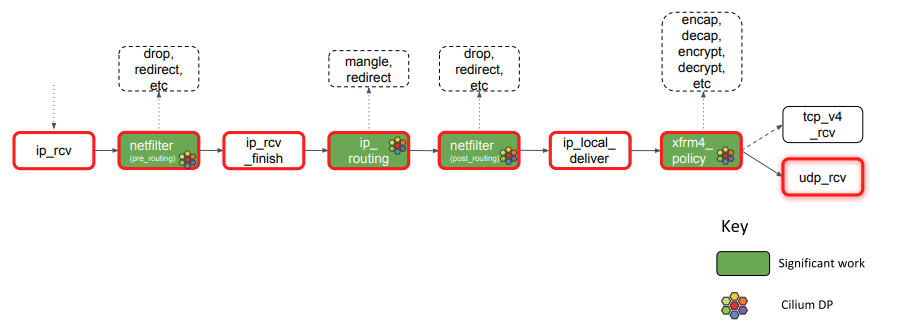 drop,
redirect,
etc
mangle,
redirect
drop,
redirect,
etc
encap,
decap,
encrypt,
decrypt,
etc
ip_rcv
netfilter
(pre_routing)
ip_rcv
_finish
ip_
routing
netfilter
(post_routing)
ip_local_
deliver
xfrm4_
policy
tcp_v4
_rcv
udp_rcv
Key
Significant work
Cilium DP